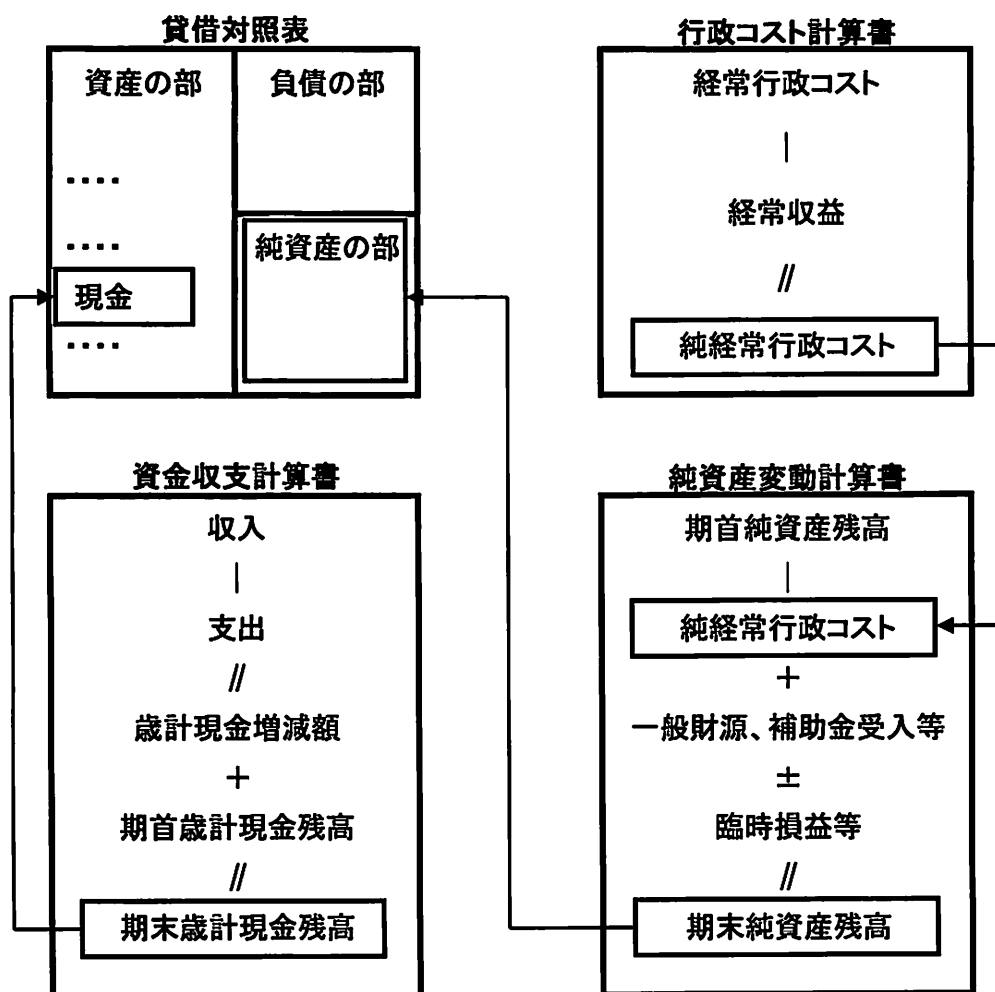 貸借対照表
資産の部
負債の部
‥‥
‥‥
現金
‥‥
純資産の部
行政コスト計算書
経常行政コスト
|
経常収益
//
純経常行政コスト
資金収支計算書
収入
|
支出
//
歳計現金増減額
+
期首歳計現金残高
//
期末歳計現金残高
純資産変動計算書
期首純資産残高
|
純経常行政コスト
+
一般財源、補助金受入等
±
臨時損益等
//
期末純資産残高